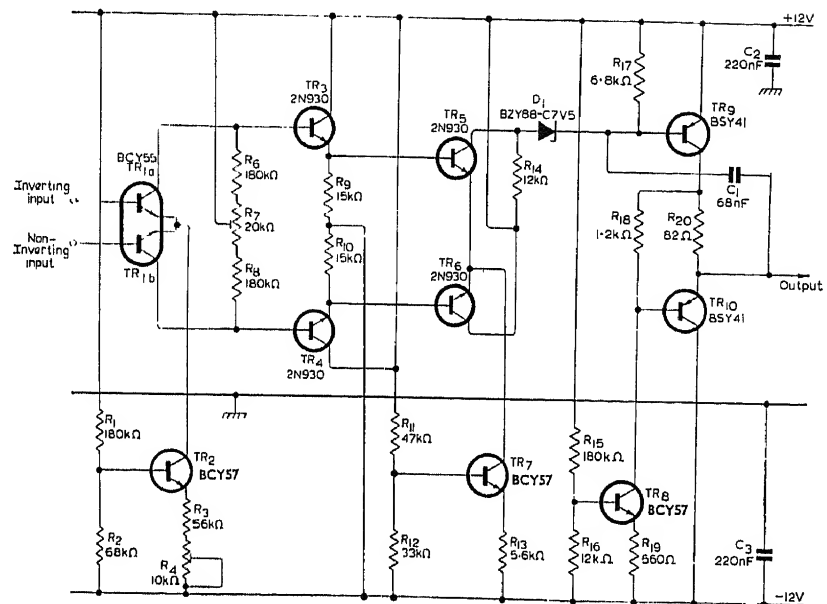 +12V
C2
220nF
R17
6·8kΩ
TR3
2N930
D1
BZY88-C7V5
TR9
BSY41
TR5
2N930
BCY55
TR1a
R6
180kΩ
R14
12kΩ
C1
68nF
Inverting
input
R9
15kΩ
R7
20kΩ
R18
1·2kΩ
R20
82Ω
Non-
Inverting
input
R10
15kΩ
TR1b
R8
180kΩ
TR6
2N930
Output
TR10
BSY41
TR4
2N930
R1
180kΩ
R11
47kΩ
R15
180kΩ
TR2
BCY57
TR7
BCY57
TR8
BCY57
R3
56kΩ
R2
68kΩ
R4
10kΩ
R12
33kΩ
R13
5·6kΩ
R16
12kΩ
R19
560Ω
C3
220nF
-12V